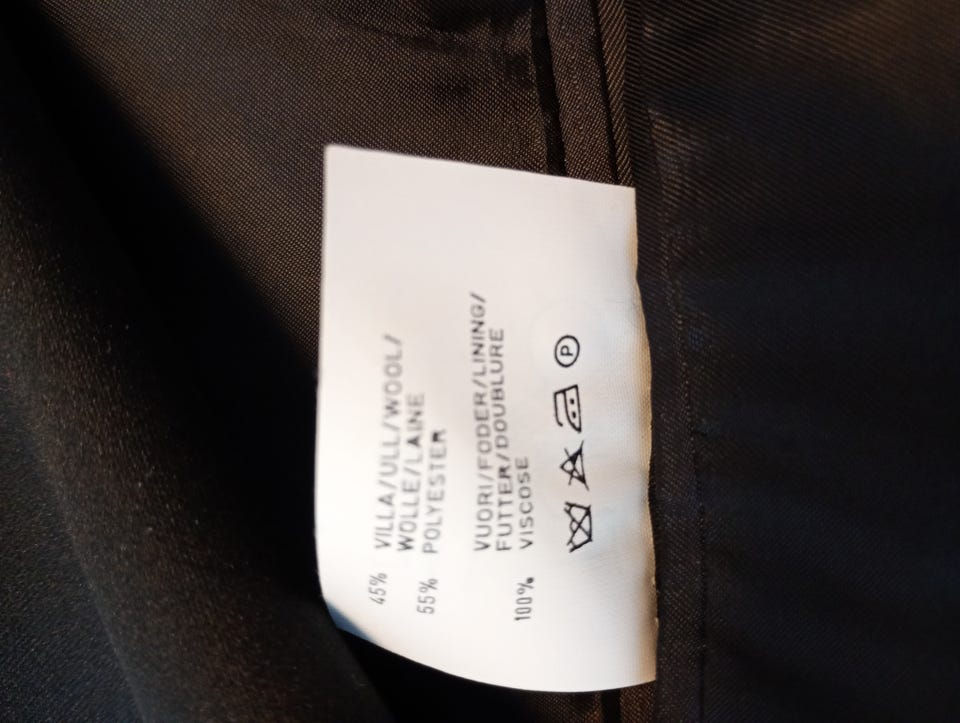 45% VILLA/ULL/WOOL/
WOLLE/LAINE
55% POLYESTER
VUORI/FODER/LINING/
FUTTER/DOUBLURE
100% VISCOSE
P